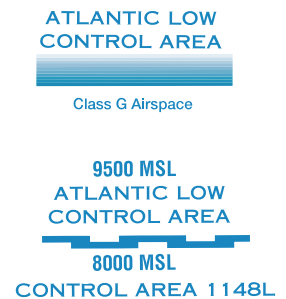 ATLANTIC LOW
CONTROL AREA
Class G Airspace
9500 MSL
ATLANTIC LOW
CONTROL AREA
8000 MSL
CONTROL AREA 1148L